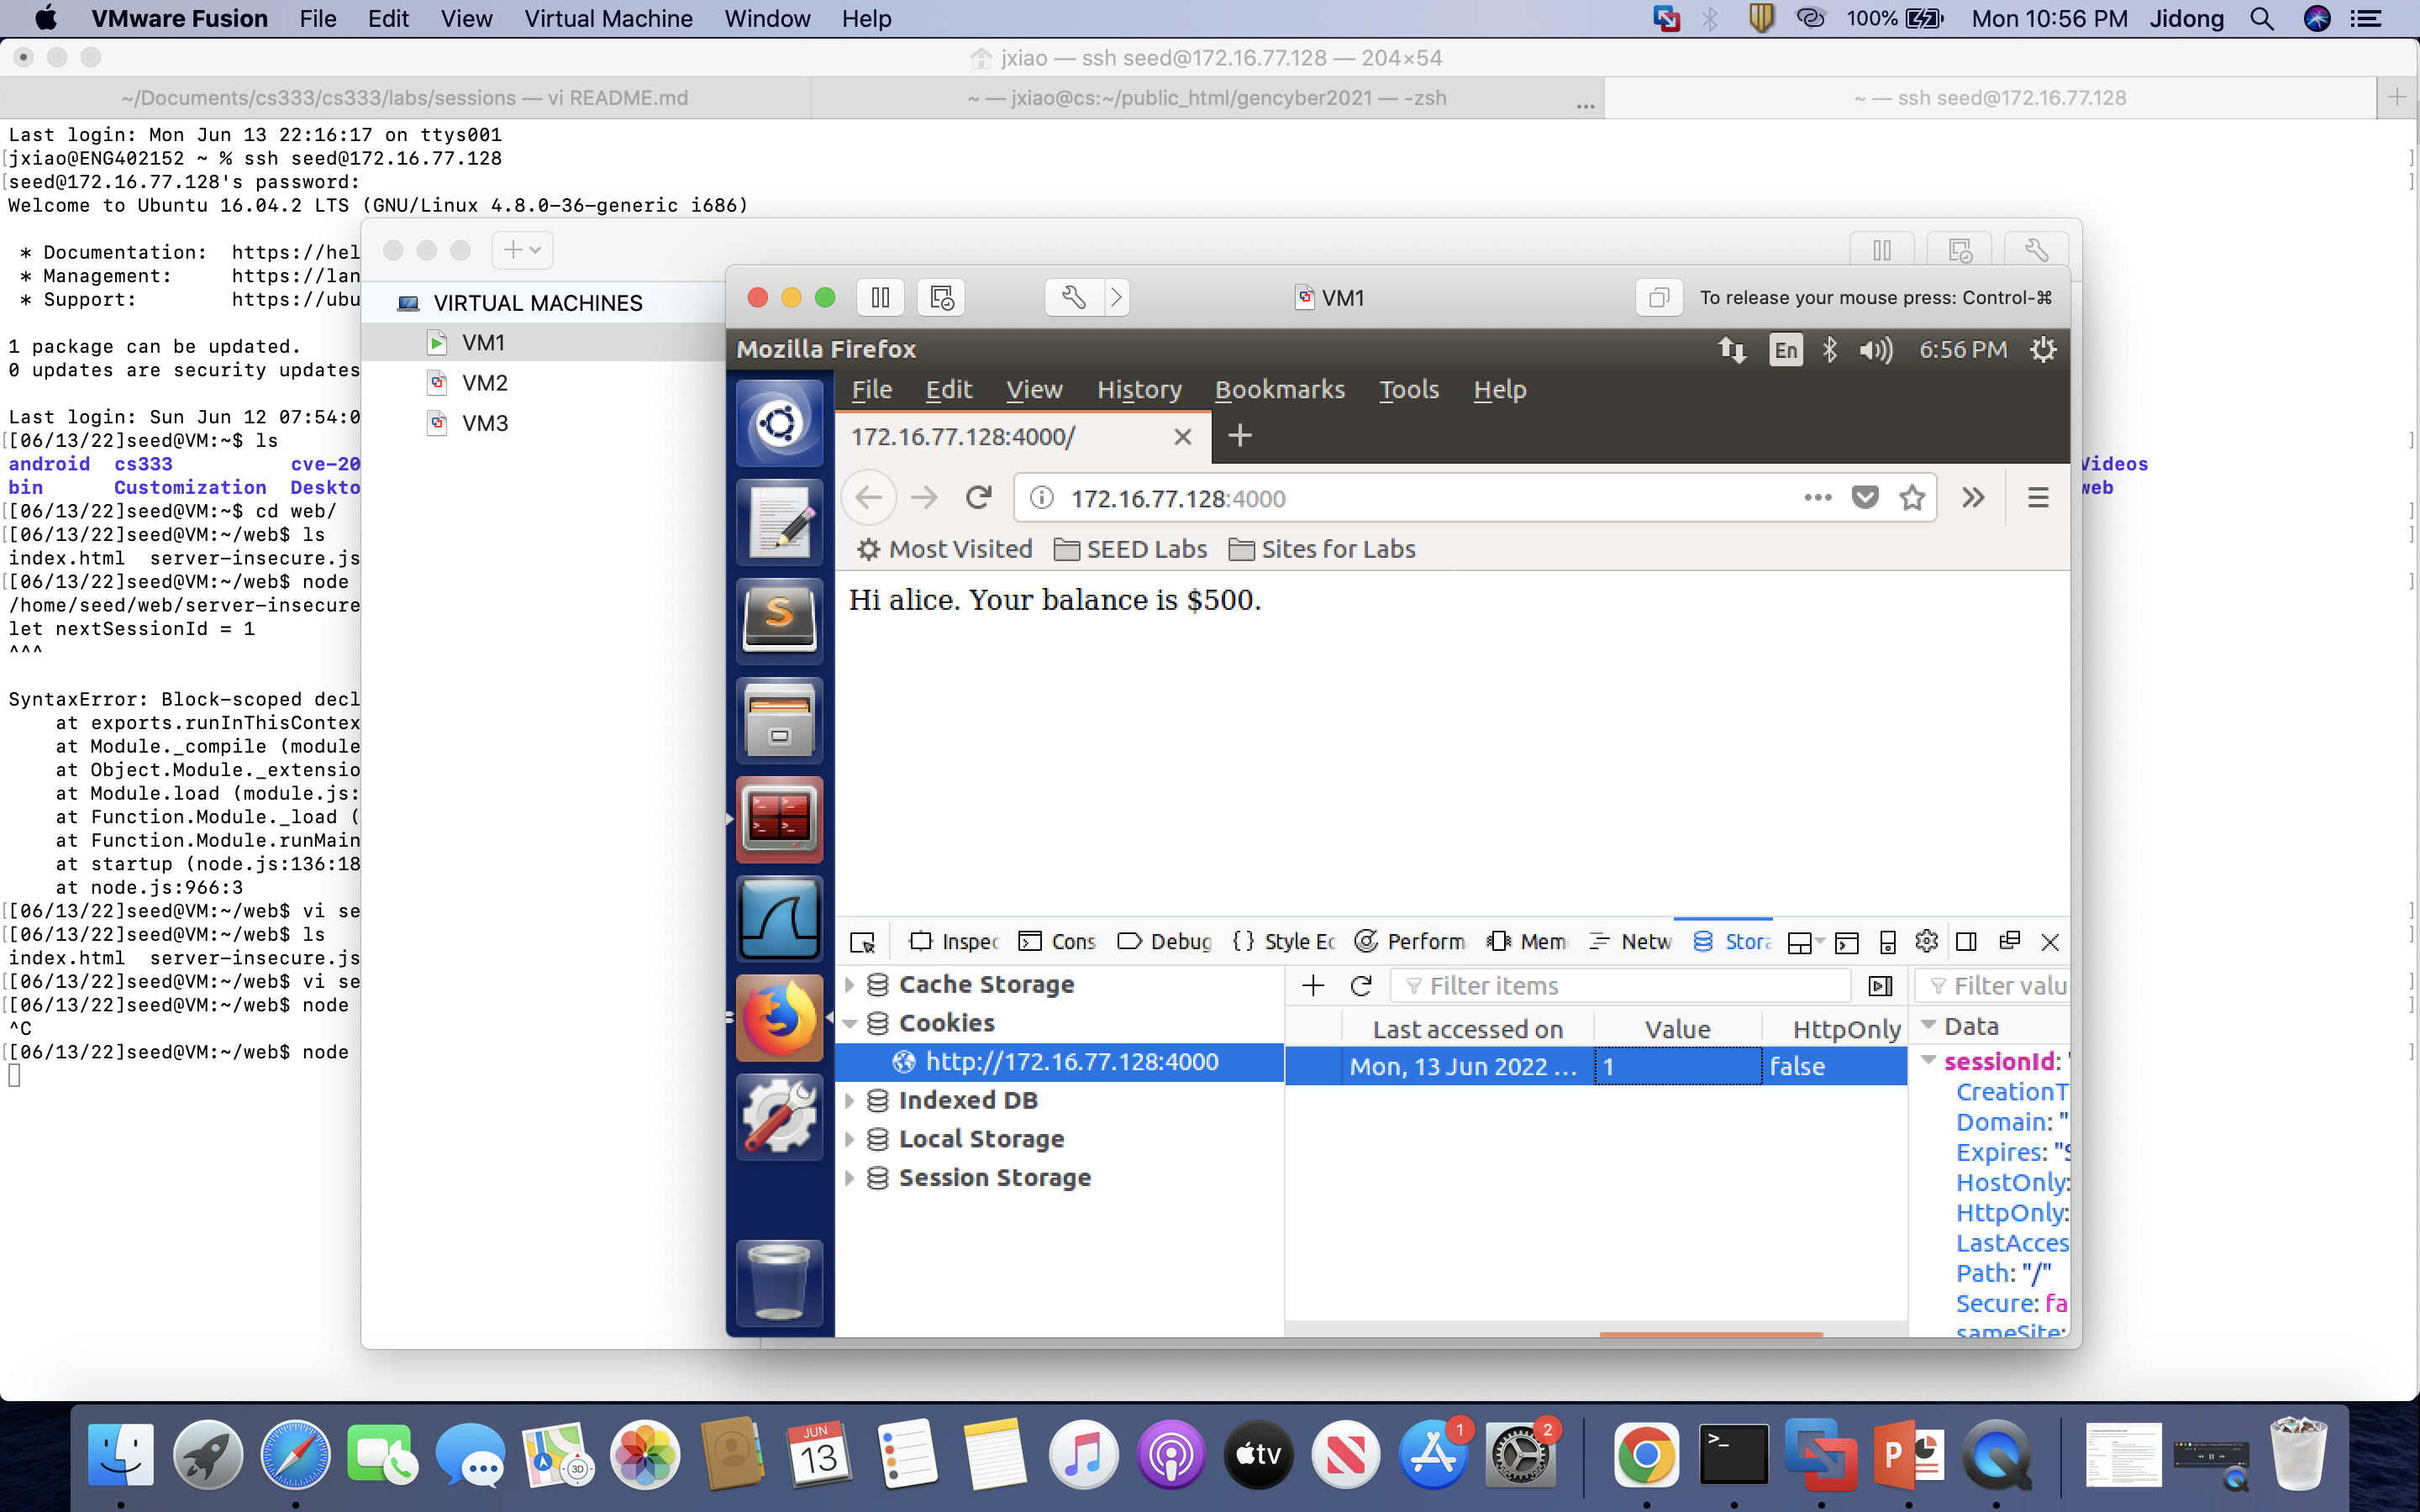 VMware Fusion File Edit View Virtual Machine Window Help 100% Mon 10:56 PM Jidong
jxiao — ssh seed@172.16.77.128 — 204×54
~/Documents/cs333/cs333/labs/sessions — vi README.md
~ — jxiao@cs:~/public_html/gencyber2021 — -zsh ...
~ — ssh seed@172.16.77.128
Last login: Mon Jun 13 22:16:17 on ttys001
[jxiao@ENG402152 ~ % ssh seed@172.16.77.128 ]
[seed@172.16.77.128's password: ]
Welcome to Ubuntu 16.04.2 LTS (GNU/Linux 4.8.0-36-generic i686)
* Documentation: https://hel
* Management: https://lan
* Support: https://ubu
1 package can be updated.
0 updates are security updates
Last login: Sun Jun 12 07:54:0
[[06/13/22]seed@VM:~$ ls ]
android cs333 cve-20 Videos
bin Customization Deskto web
[[06/13/22]seed@VM:~$ cd web/ ]
[[06/13/22]seed@VM:~/web$ ls ]
index.html server-insecure.js
[[06/13/22]seed@VM:~/web$ node ]
/home/seed/web/server-insecure
let nextSessionId = 1
^^^
SyntaxError: Block-scoped decl
at exports.runInThisContex
at Module._compile (module
at Object.Module._extensio
at Module.load (module.js:
at Function.Module._load (
at Function.Module.runMain
at startup (node.js:136:18
at node.js:966:3
[[06/13/22]seed@VM:~/web$ vi se ]
[[06/13/22]seed@VM:~/web$ ls ]
index.html server-insecure.js
[[06/13/22]seed@VM:~/web$ vi se ]
[[06/13/22]seed@VM:~/web$ node ]
^C
[[06/13/22]seed@VM:~/web$ node ]
VIRTUAL MACHINES
VM1
VM2
VM3
VM1
To release your mouse press: Control-⌘
Mozilla Firefox En 6:56 PM
File Edit View History Bookmarks Tools Help
172.16.77.128:4000/
172.16.77.128:4000
Most Visited SEED Labs Sites for Labs
Hi alice. Your balance is $500.
Inspec Cons Debug {} Style Ec Perform Mem Netw Stora
Cache Storage
Cookies
http://172.16.77.128:4000
Indexed DB
Local Storage
Session Storage
Filter items
Filter valu
Last accessed on Value HttpOnly
Mon, 13 Jun 2022 ... 1 false
Data
sessionId: "
CreationT
Domain: "
Expires: "S
HostOnly:
HttpOnly:
LastAcces
Path: "/"
Secure: fa
sameSite:
JUN
13
3D
tv
1
2
>_
P